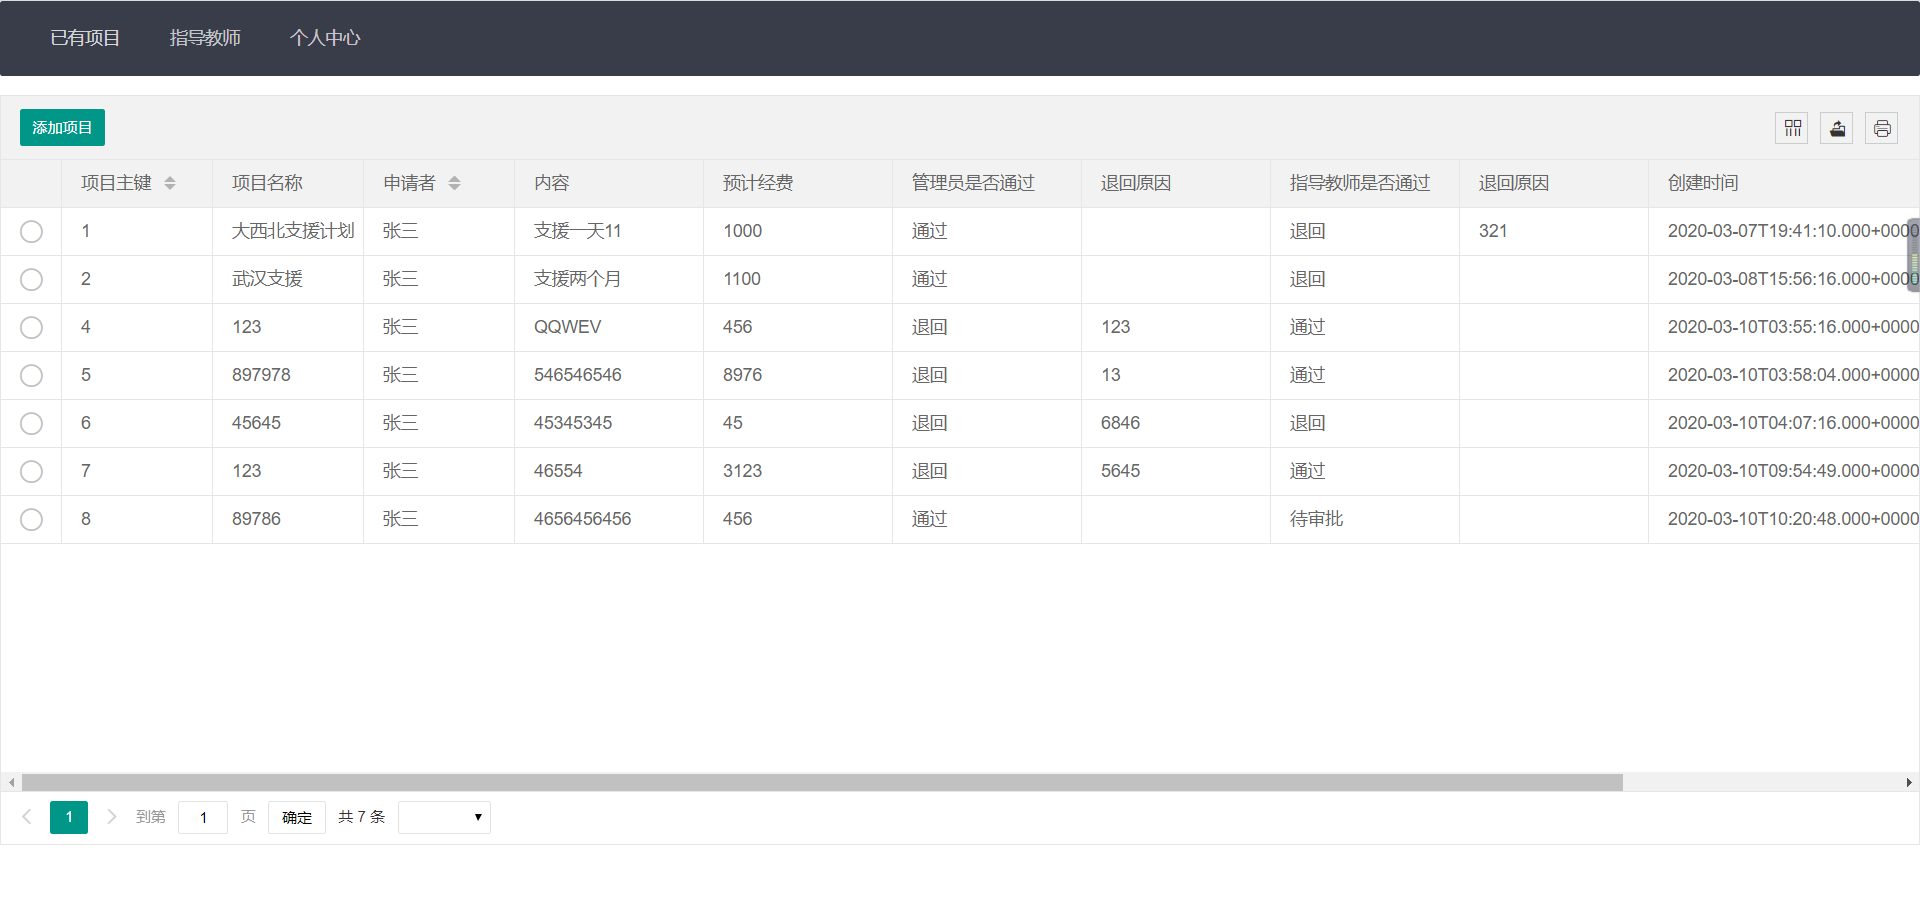 已有项目 指导教师 个人中心
添加项目
项目主键 项目名称 申请者 内容 预计经费 管理员是否通过 退回原因 指导教师是否通过 退回原因 创建时间
1 大西北支援计划 张三 支援一天11 1000 通过 退回 321 2020-03-07T19:41:10.000+0000
2 武汉支援 张三 支援两个月 1100 通过 退回 2020-03-08T15:56:16.000+0000
4 123 张三 QQWEV 456 退回 123 通过 2020-03-10T03:55:16.000+0000
5 897978 张三 546546546 8976 退回 13 通过 2020-03-10T03:58:04.000+0000
6 45645 张三 45345345 45 退回 6846 退回 2020-03-10T04:07:16.000+0000
7 123 张三 46554 3123 退回 5645 通过 2020-03-10T09:54:49.000+0000
8 89786 张三 4656456456 456 通过 待审批 2020-03-10T10:20:48.000+0000
1 到第 1 页 确定 共 7 条